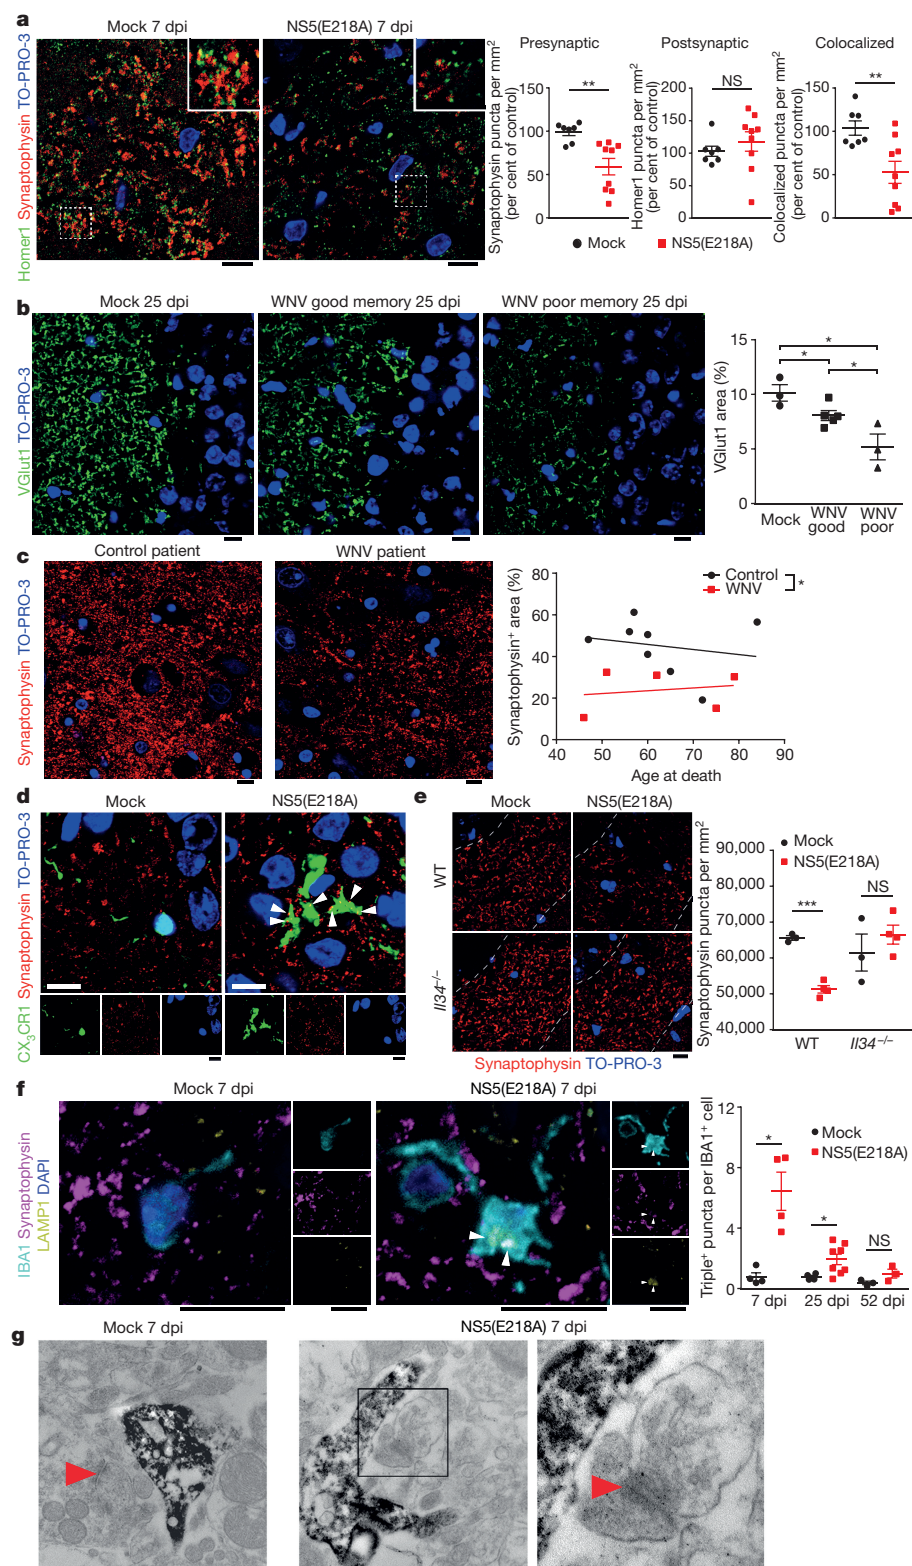 a
Mock 7 dpi
NS5(E218A) 7 dpi
Homer1 Synaptophysin TO-PRO-3
Presynaptic
Synaptophysin puncta per mm2
(per cent of control)
150
100
50
0
**
Postsynaptic
Homer1 puncta per mm2
(per cent of control)
200
150
100
50
0
NS
Colocalized
Colocalized puncta per mm2
(per cent of control)
150
100
50
0
**
Mock
NS5(E218A)
b
Mock 25 dpi
WNV good memory 25 dpi
WNV poor memory 25 dpi
VGlut1 TO-PRO-3
VGlut1 area (%)
15
10
5
0
*
*
*
Mock
WNV good
WNV poor
c
Control patient
WNV patient
Synaptophysin TO-PRO-3
Synaptophysin+ area (%)
80
60
40
20
0
Control
WNV
*
40 50 60 70 80 90
Age at death
d
Mock
NS5(E218A)
CX3CR1 Synaptophysin TO-PRO-3
e
Mock
NS5(E218A)
WT
Il34−/−
Synaptophysin TO-PRO-3
Synaptophysin puncta per mm2
Mock
NS5(E218A)
90,000
80,000
70,000
60,000
50,000
40,000
***
NS
WT
Il34−/−
f
Mock 7 dpi
NS5(E218A) 7 dpi
IBA1 Synaptophysin
LAMP1 DAPI
Triple+ puncta per IBA1+ cell
12
8
4
0
Mock
NS5(E218A)
*
*
NS
7 dpi
25 dpi
52 dpi
g
Mock 7 dpi
NS5(E218A) 7 dpi